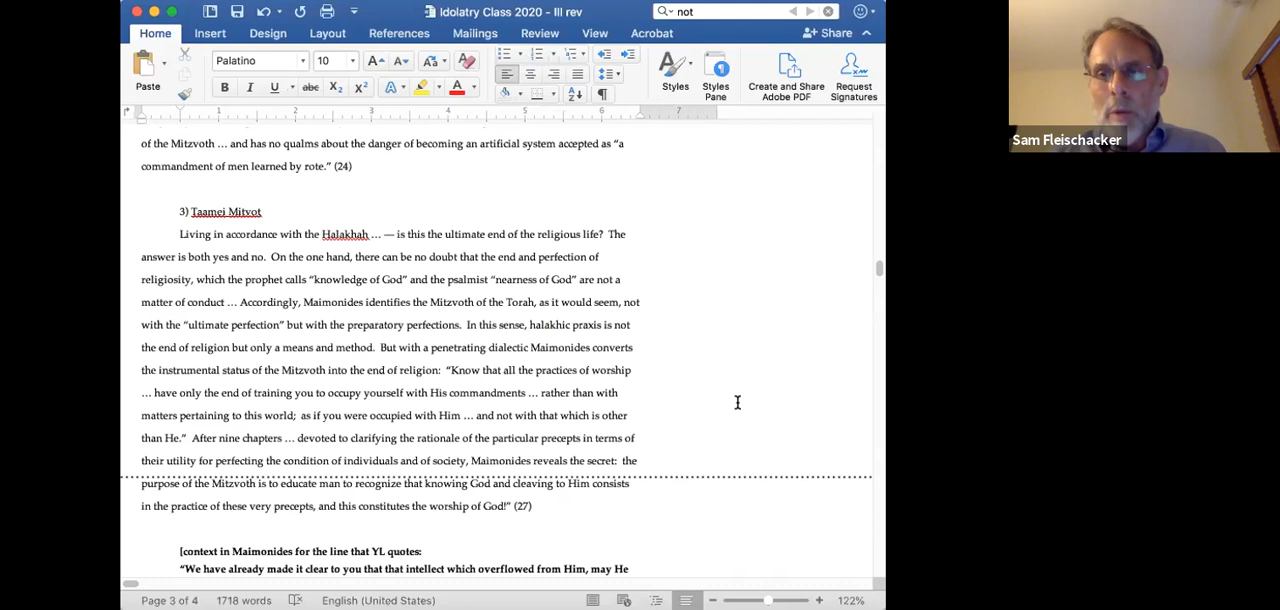 Idolatry Class 2020 - III rev
not
Home Insert Design Layout References Mailings Review View Acrobat
Share
Paste
Palatino 10
Styles
Styles Pane
Create and Share Adobe PDF
Request Signatures
1 2 3 4 5 6 7
of the Mitzvoth … and has no qualms about the danger of becoming an artificial system accepted as “a
commandment of men learned by rote.” (24)
3) Taamei Mitvot
Living in accordance with the Halakhah … — is this the ultimate end of the religious life?  The
answer is both yes and no.  On the one hand, there can be no doubt that the end and perfection of
religiosity, which the prophet calls “knowledge of God” and the psalmist “nearness of God” are not a
matter of conduct … Accordingly, Maimonides identifies the Mitzvoth of the Torah, as it would seem, not
with the “ultimate perfection” but with the preparatory perfections.  In this sense, halakhic praxis is not
the end of religion but only a means and method.  But with a penetrating dialectic Maimonides converts
the instrumental status of the Mitzvoth into the end of religion:  “Know that all the practices of worship
… have only the end of training you to occupy yourself with His commandments … rather than with
matters pertaining to this world;  as if you were occupied with Him … and not with that which is other
than He.”  After nine chapters … devoted to clarifying the rationale of the particular precepts in terms of
their utility for perfecting the condition of individuals and of society, Maimonides reveals the secret:  the
purpose of the Mitzvoth is to educate man to recognize that knowing God and cleaving to Him consists
in the practice of these very precepts, and this constitutes the worship of God!” (27)
[context in Maimonides for the line that YL quotes:
“We have already made it clear to you that that intellect which overflowed from Him, may He
Page 3 of 4 1718 words English (United States) 122%
Sam Fleischacker